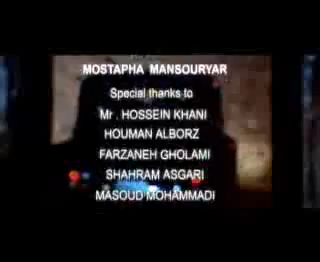 MOSTAPHA MANSOURYAR
Special thanks to
Mr . HOSSEIN KHANI
HOUMAN ALBORZ
FARZANEH GHOLAMI
SHAHRAM ASGARI
MASOUD MOHAMMADI